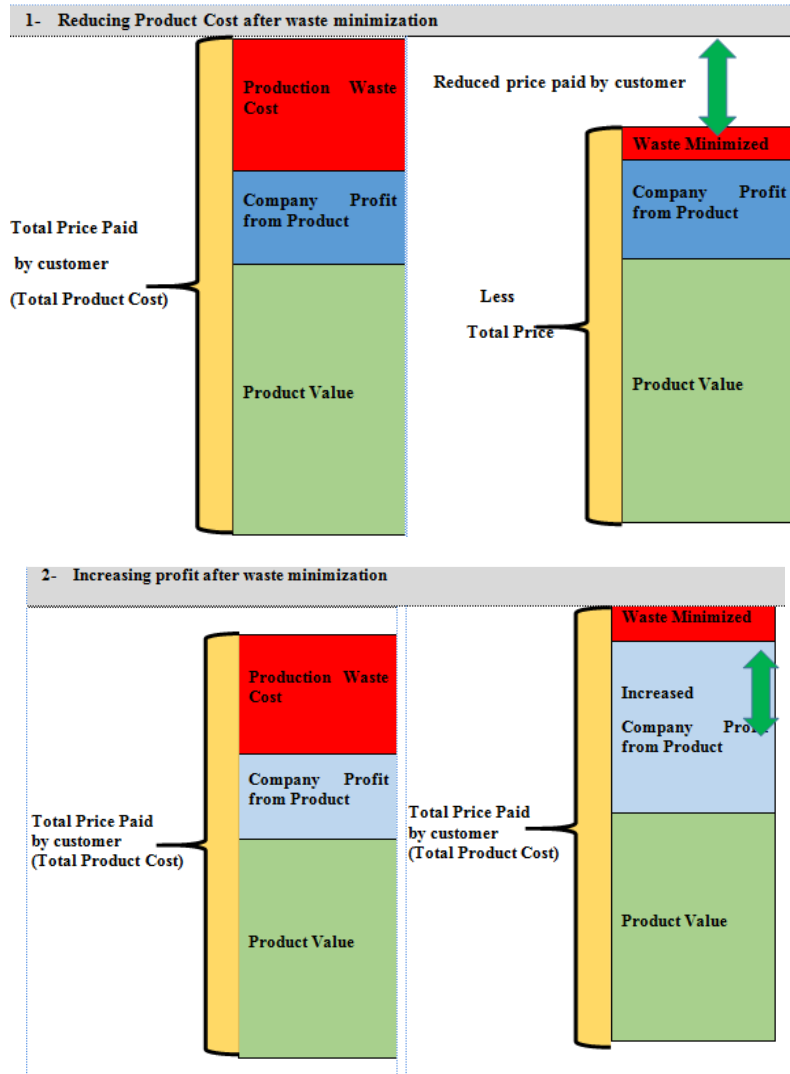 1- Reducing Product Cost after waste minimization
Production Waste
Cost
Company Profit
from Product
Total Price Paid
by customer
(Total Product Cost)
Product Value
Reduced price paid by customer
Waste Minimized
Company Profit
from Product
Less
Total Price
Product Value
2- Increasing profit after waste minimization
Production Waste
Cost
Company Profit
from Product
Total Price Paid
by customer
(Total Product Cost)
Product Value
Waste Minimized
Increased
Company Profit
from Product
Total Price Paid
by customer
(Total Product Cost)
Product Value